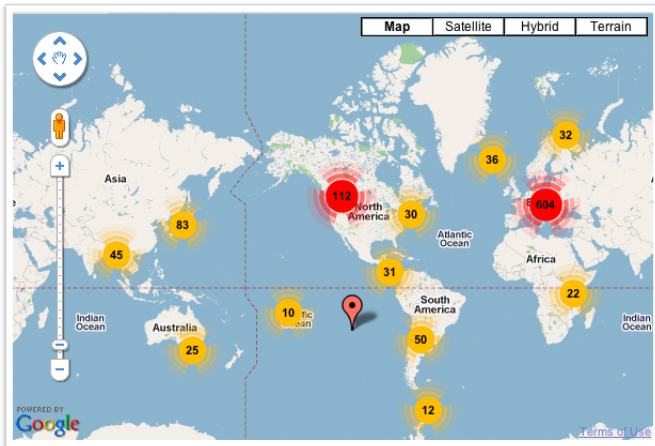 Map
Satellite
Hybrid
Terrain
32
36
Asia
112
604
North
America
30
83
Atlantic
Ocean
45
Africa
31
22
South
America
10
Indian
Ocean
Australia
Indian
Ocean
50
25
12
POWERED BY
Google
Terms of Use